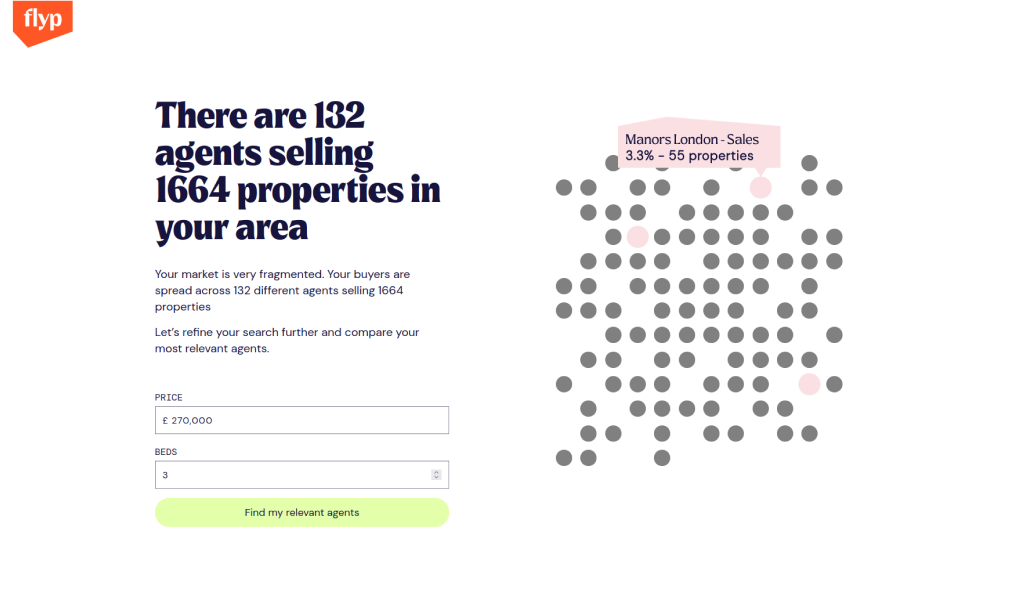 flyp
There are 132
agents selling
1664 properties in
your area
Your market is very fragmented. Your buyers are
spread across 132 different agents selling 1664
properties
Let's refine your search further and compare your
most relevant agents.
PRICE
£ 270,000
BEDS
3
Find my relevant agents
Manors London - Sales
3.3% - 55 properties